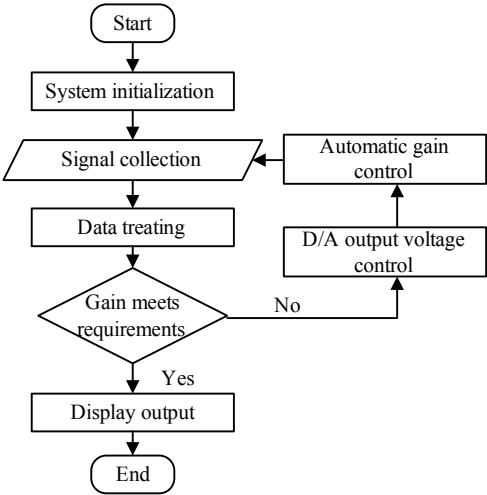 Start
System initialization
Signal collection
Automatic gain
control
Data treating
D/A output voltage
control
Gain meets
requirements
No
Yes
Display output
End